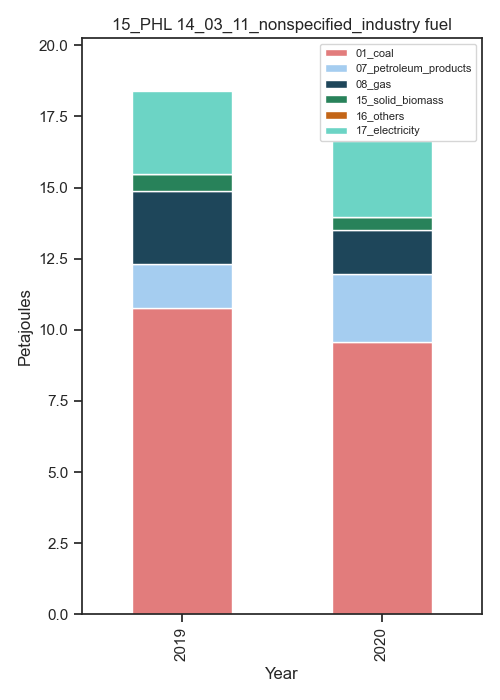 15_PHL 14_03_11_nonspecified_industry fuel
01_coal
07_petroleum_products
08_gas
15_solid_biomass
16_others
17_electricity
20.0
17.5
15.0
12.5
10.0
7.5
5.0
2.5
0.0
Petajoules
2019
2020
Year